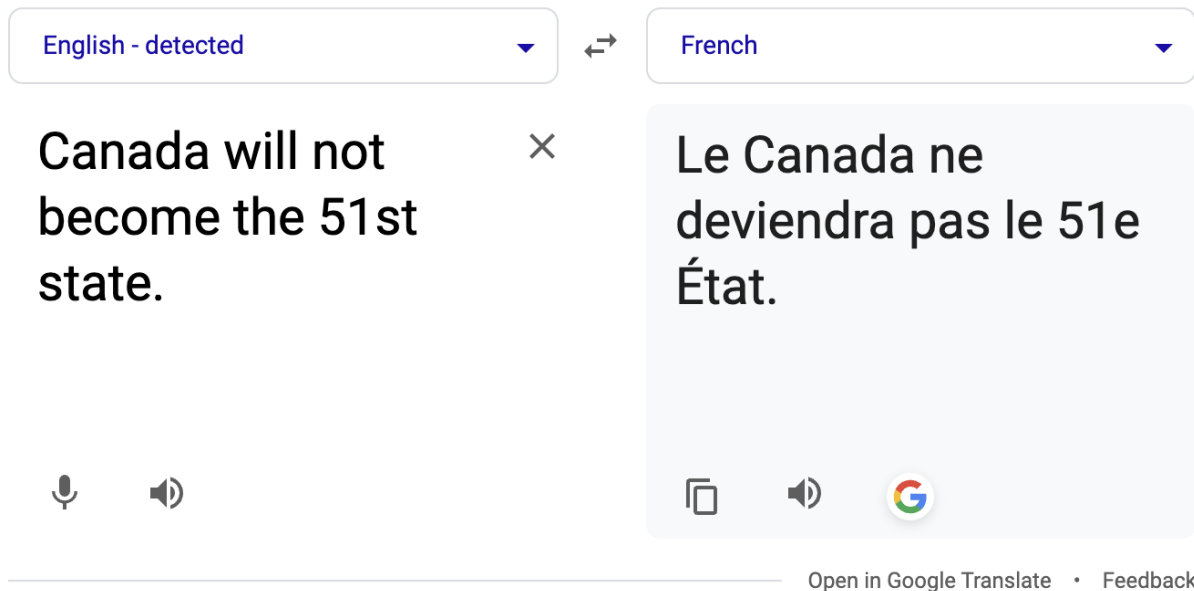 English - detected
French
Canada will not
become the 51st
state.
Le Canada ne
deviendra pas le 51e
État.
Open in Google Translate • Feedback